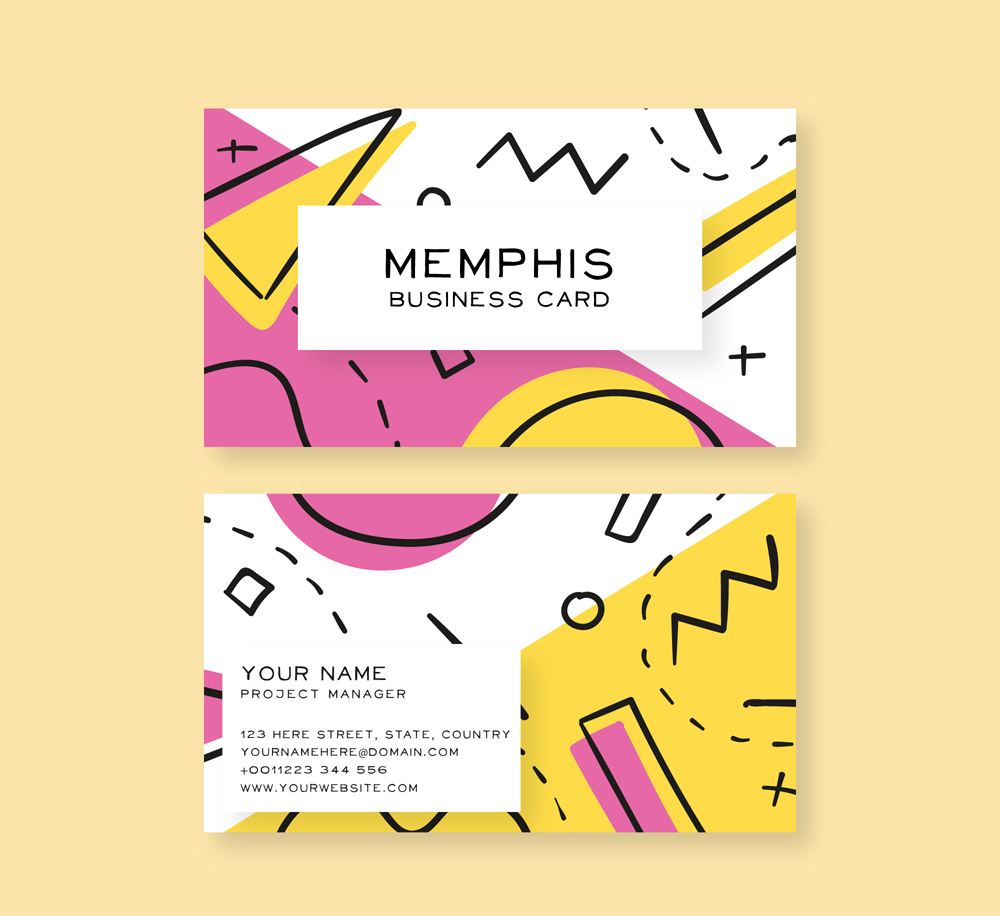 MEMPHIS
BUSINESS CARD
YOUR NAME
PROJECT MANAGER
123 HERE STREET, STATE, COUNTRY
YOURNAMEHERE@DOMAIN.COM
+0011223 344 556
WWW.YOURWEBSITE.COM